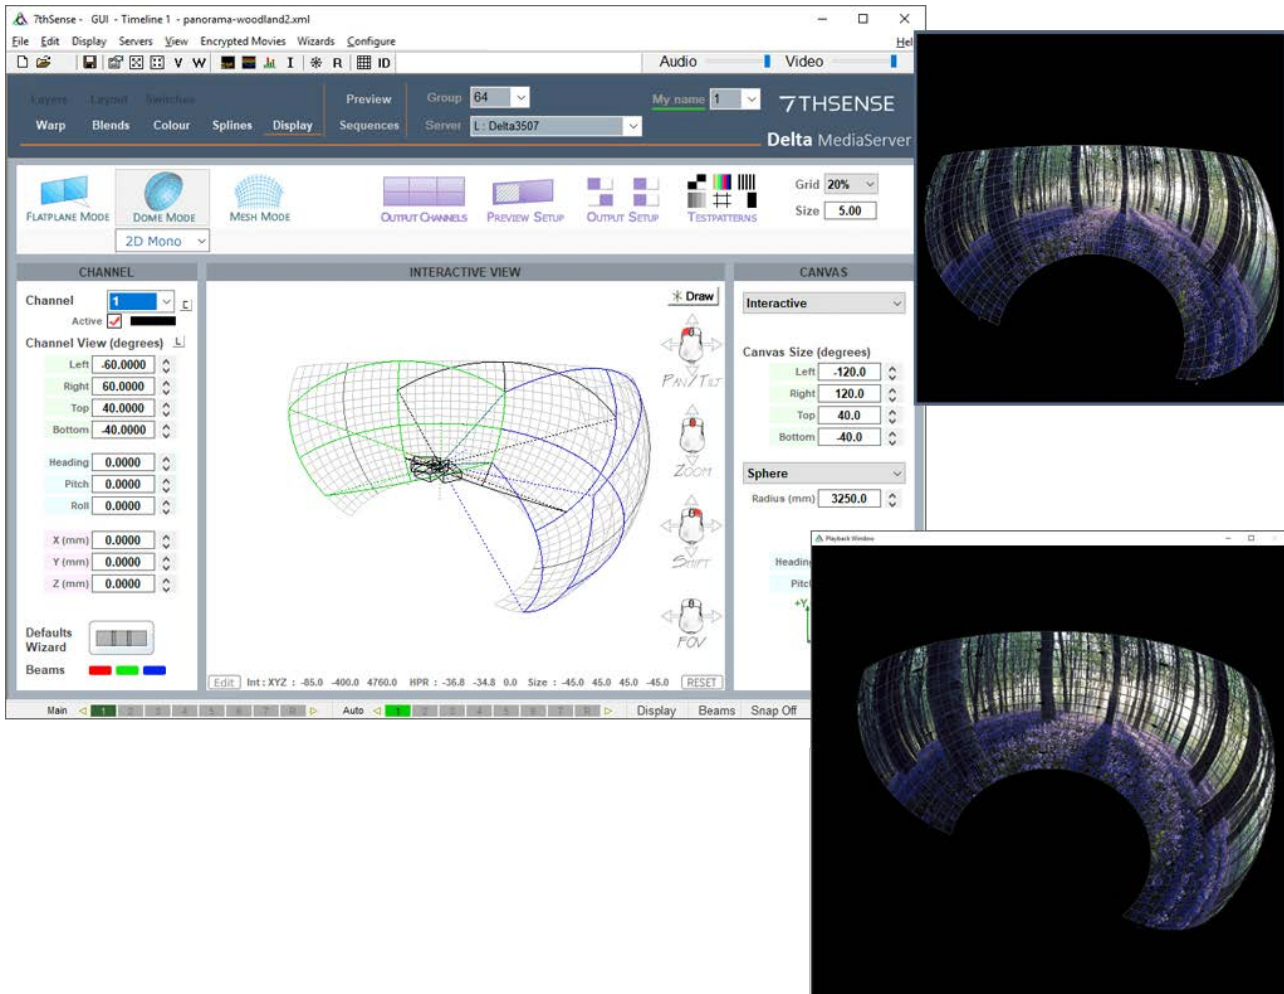 7thSense - GUI - Timeline 1 - panorama-woodland2.xml
File Edit Display Servers View Encrypted Movies Wizards Configure Hel
V W I R ID Audio Video
Layers Layout Switches Preview Group 64 My name 1 7THSENSE
Warp Blends Colour Splines Display Sequences Server L : Delta3507
Delta MediaServer
FLATPLANE MODE DOME MODE MESH MODE OUTPUT CHANNELS PREVIEW SETUP OUTPUT SETUP TESTPATTERNS
Grid 20%
Size 5.00
2D Mono
CHANNEL
Channel 1 C
Active
Channel View (degrees) L
Left -60.0000
Right 60.0000
Top 40.0000
Bottom -40.0000
Heading 0.0000
Pitch 0.0000
Roll 0.0000
X (mm) 0.0000
Y (mm) 0.0000
Z (mm) 0.0000
Defaults
Wizard
Beams
INTERACTIVE VIEW
Draw
PAN/TILT
ZOOM
SHIFT
FOV
Edit Int : XYZ : -85.0 -400.0 4760.0 HPR : -36.8 -34.8 0.0 Size : -45.0 45.0 45.0 -45.0 RESET
CANVAS
Interactive
Canvas Size (degrees)
Left -120.0
Right 120.0
Top 40.0
Bottom -40.0
Sphere
Radius (mm) 3250.0
Heading
Pitc
+Y
Main 1 2 3 4 5 6 7 8 Auto 1 2 3 4 5 6 7 8 Display Beams Snap Off
Playback Window